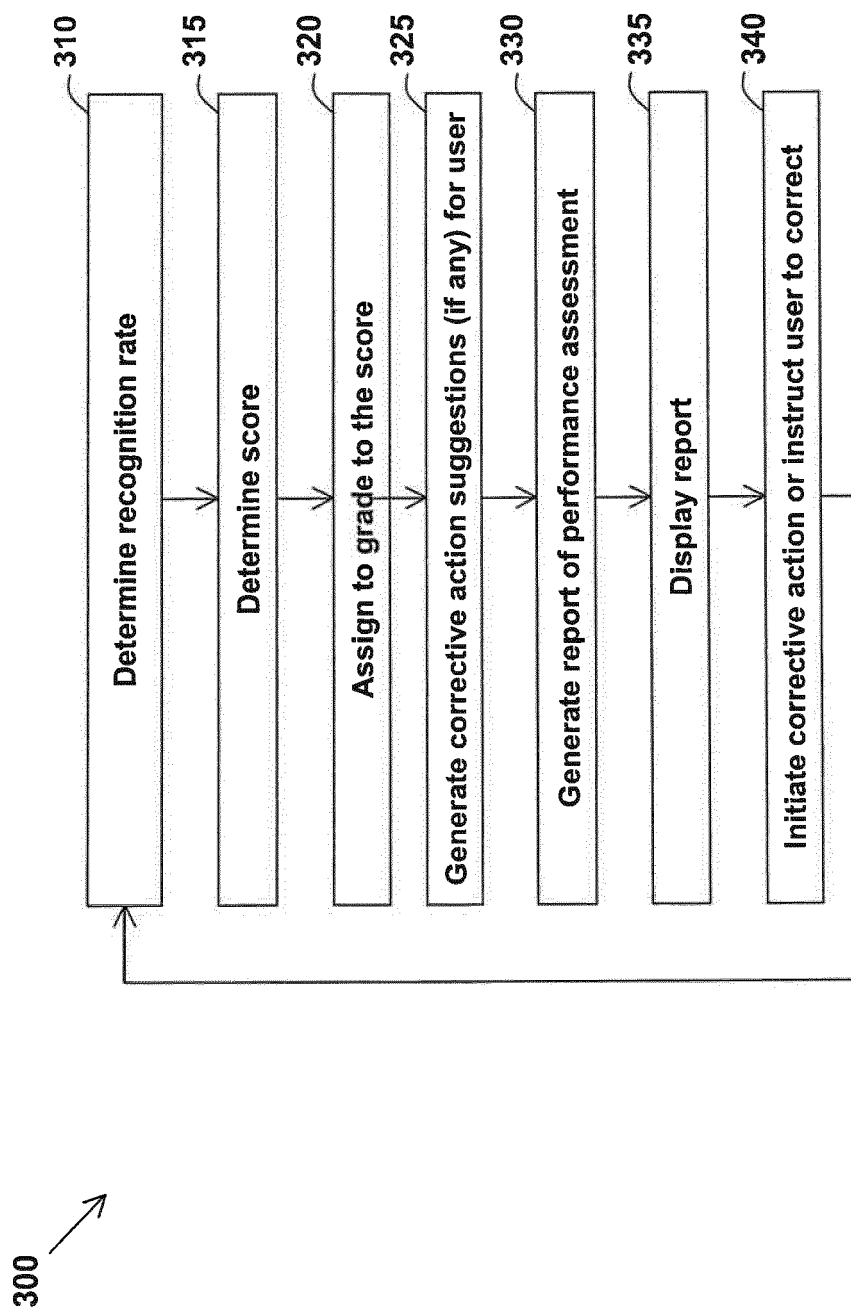 300
310
Determine recognition rate
315
Determine score
320
Assign to grade to the score
325
Generate corrective action suggestions (if any) for user
330
Generate report of performance assessment
335
Display report
340
Initiate corrective action or instruct user to correct